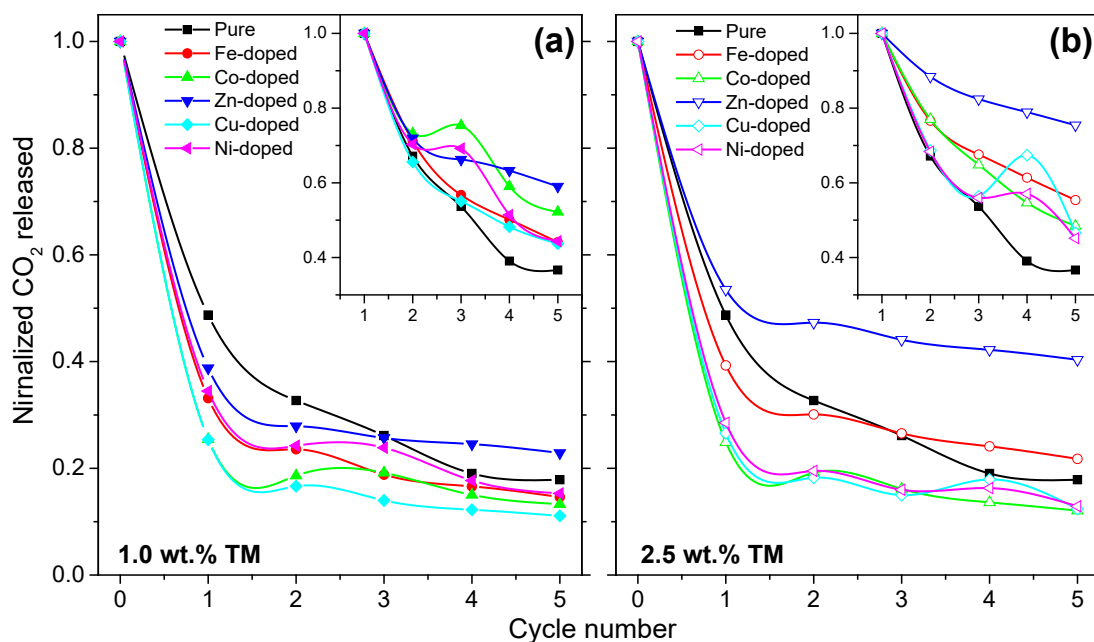 Nirnalized CO₂ released
1.0
0.8
0.6
0.4
0.2
0.0
0 1 2 3 4 5
Pure
Fe-doped
Co-doped
Zn-doped
Cu-doped
Ni-doped
(a)
1.0
0.8
0.6
0.4
1 2 3 4 5
1.0 wt.% TM
0 1 2 3 4 5
Pure
Fe-doped
Co-doped
Zn-doped
Cu-doped
Ni-doped
(b)
1.0
0.8
0.6
0.4
1 2 3 4 5
2.5 wt.% TM
Cycle number